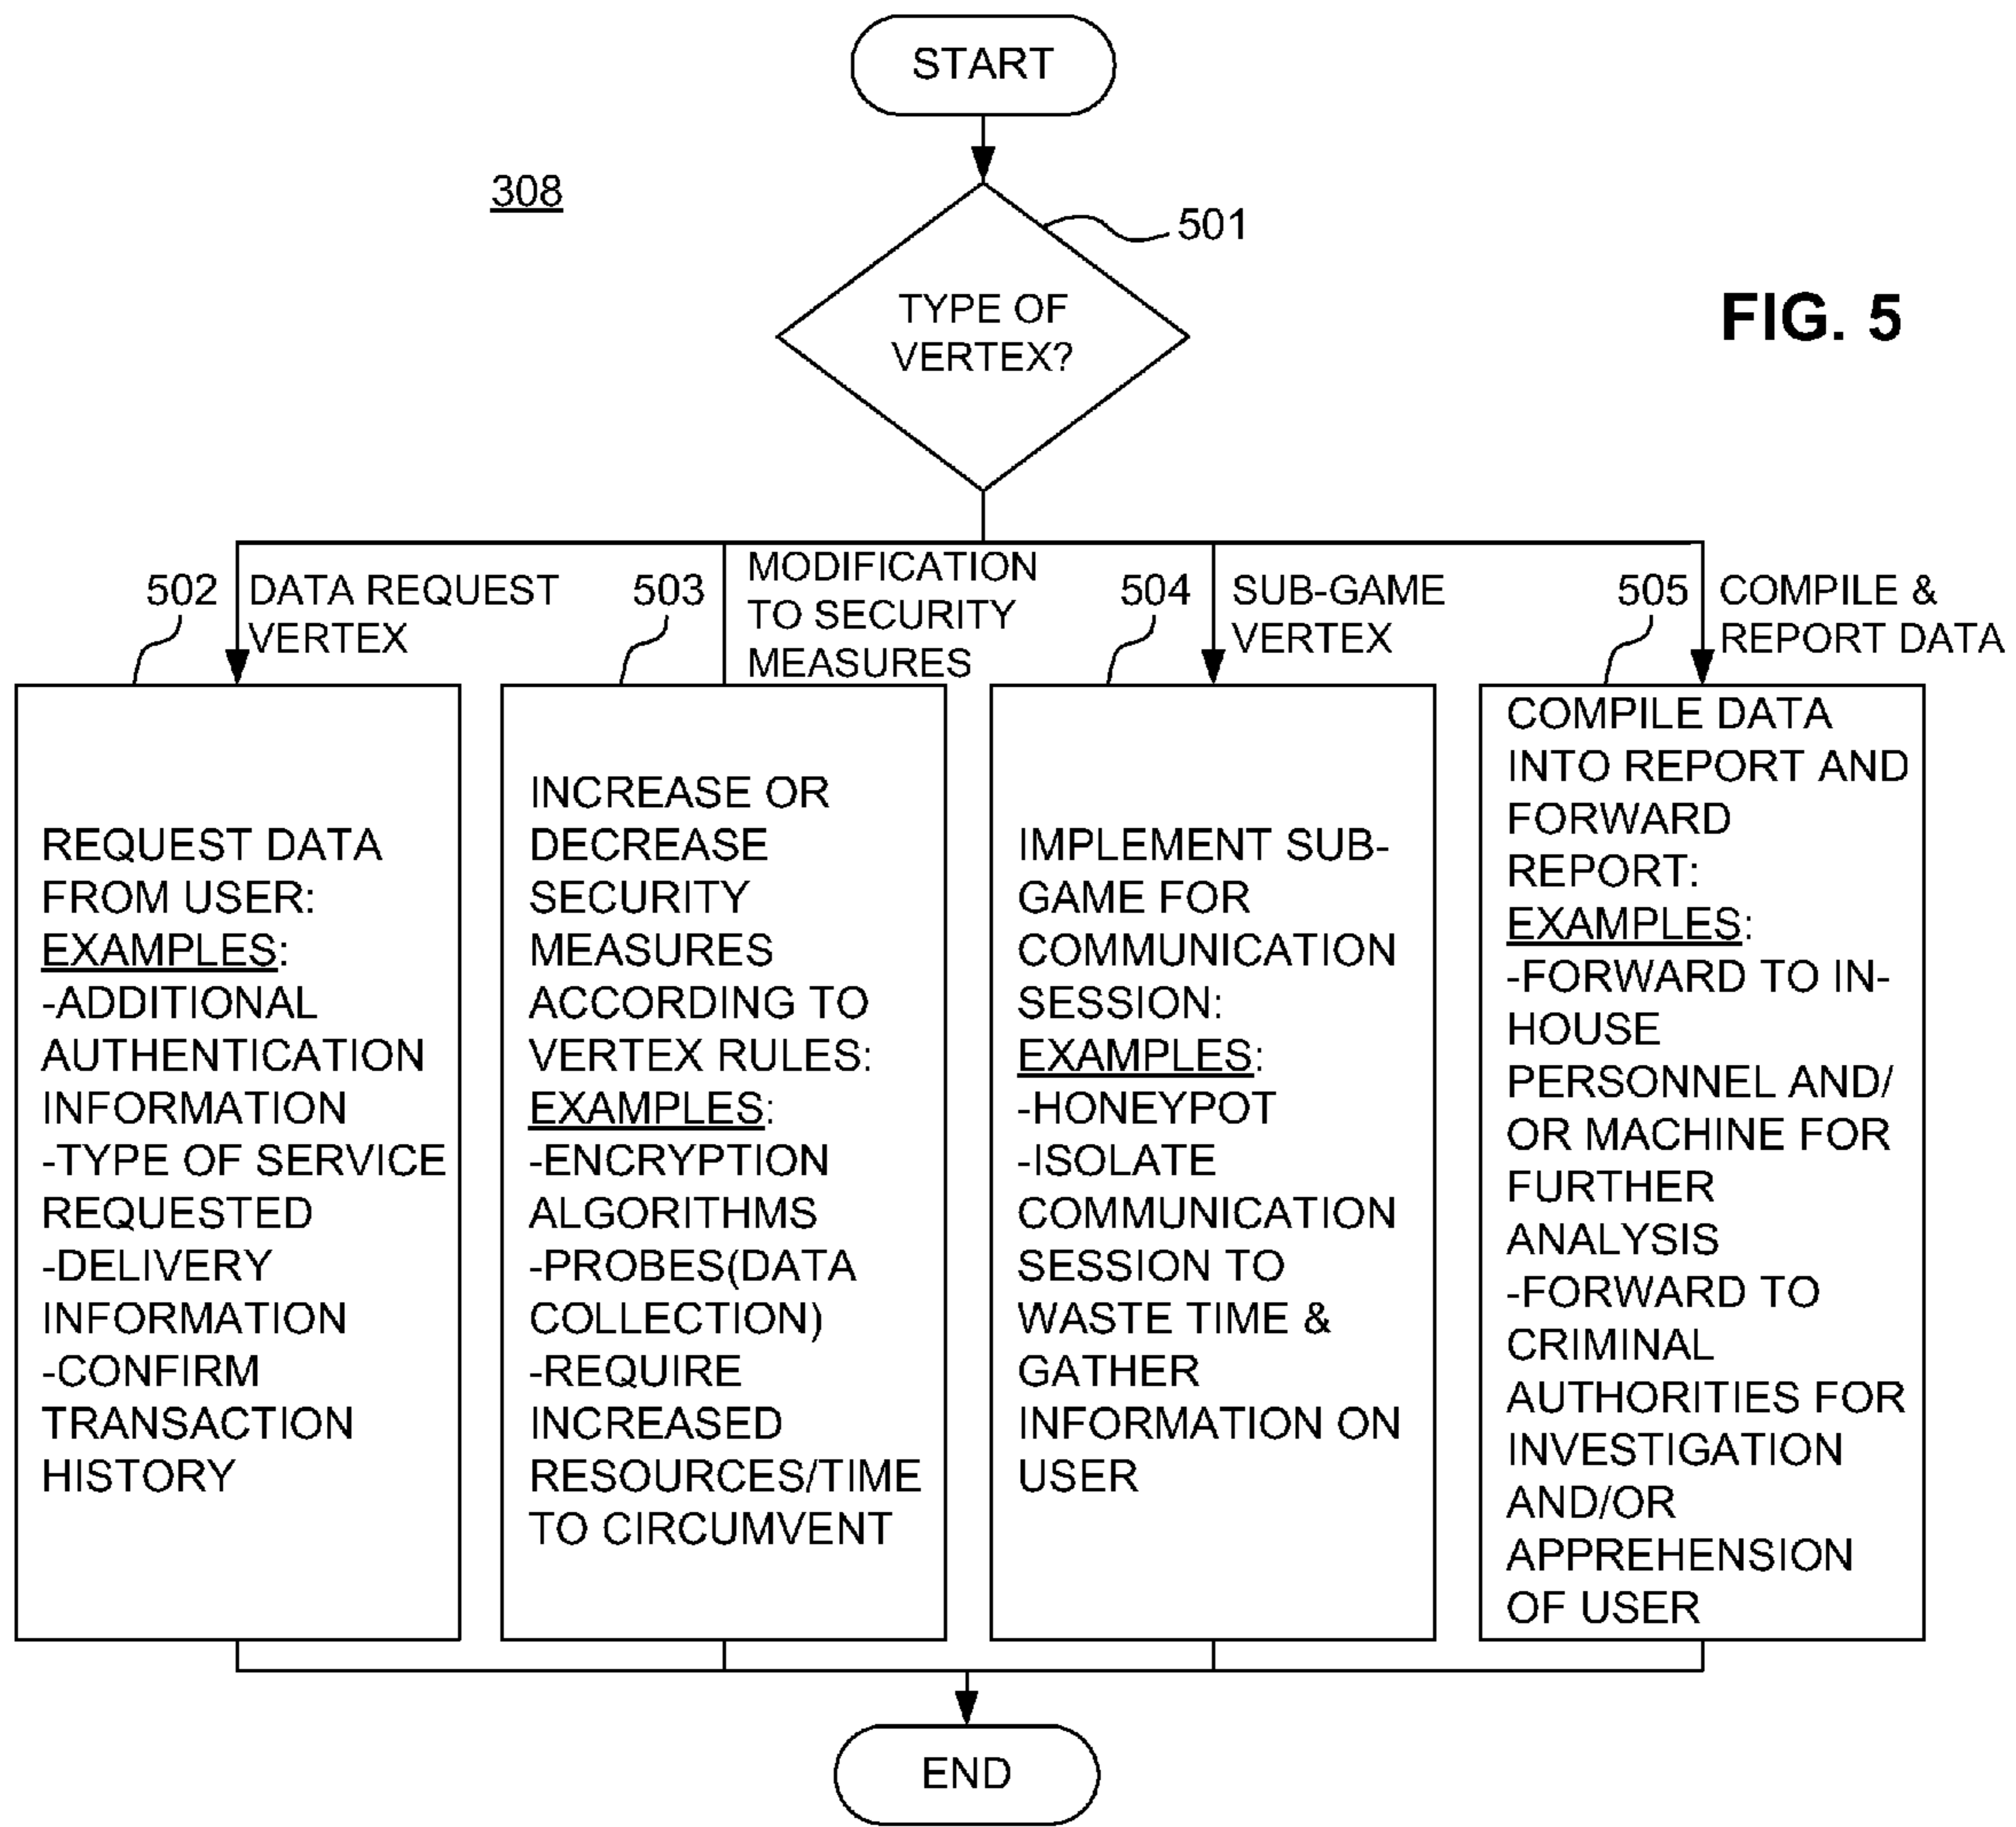 START
308
501
TYPE OF
VERTEX?
FIG. 5
502
DATA REQUEST
VERTEX
503
MODIFICATION
TO SECURITY
MEASURES
504
SUB-GAME
VERTEX
505
COMPILE &
REPORT DATA
REQUEST DATA
FROM USER:
EXAMPLES:
-ADDITIONAL
AUTHENTICATION
INFORMATION
-TYPE OF SERVICE
REQUESTED
-DELIVERY
INFORMATION
-CONFIRM
TRANSACTION
HISTORY
INCREASE OR
DECREASE
SECURITY
MEASURES
ACCORDING TO
VERTEX RULES:
EXAMPLES:
-ENCRYPTION
ALGORITHMS
-PROBES(DATA
COLLECTION)
-REQUIRE
INCREASED
RESOURCES/TIME
TO CIRCUMVENT
IMPLEMENT SUB-
GAME FOR
COMMUNICATION
SESSION:
EXAMPLES:
-HONEYPOT
-ISOLATE
COMMUNICATION
SESSION TO
WASTE TIME &
GATHER
INFORMATION ON
USER
COMPILE DATA
INTO REPORT AND
FORWARD
REPORT:
EXAMPLES:
-FORWARD TO IN-
HOUSE
PERSONNEL AND/
OR MACHINE FOR
FURTHER
ANALYSIS
-FORWARD TO
CRIMINAL
AUTHORITIES FOR
INVESTIGATION
AND/OR
APPREHENSION
OF USER
END